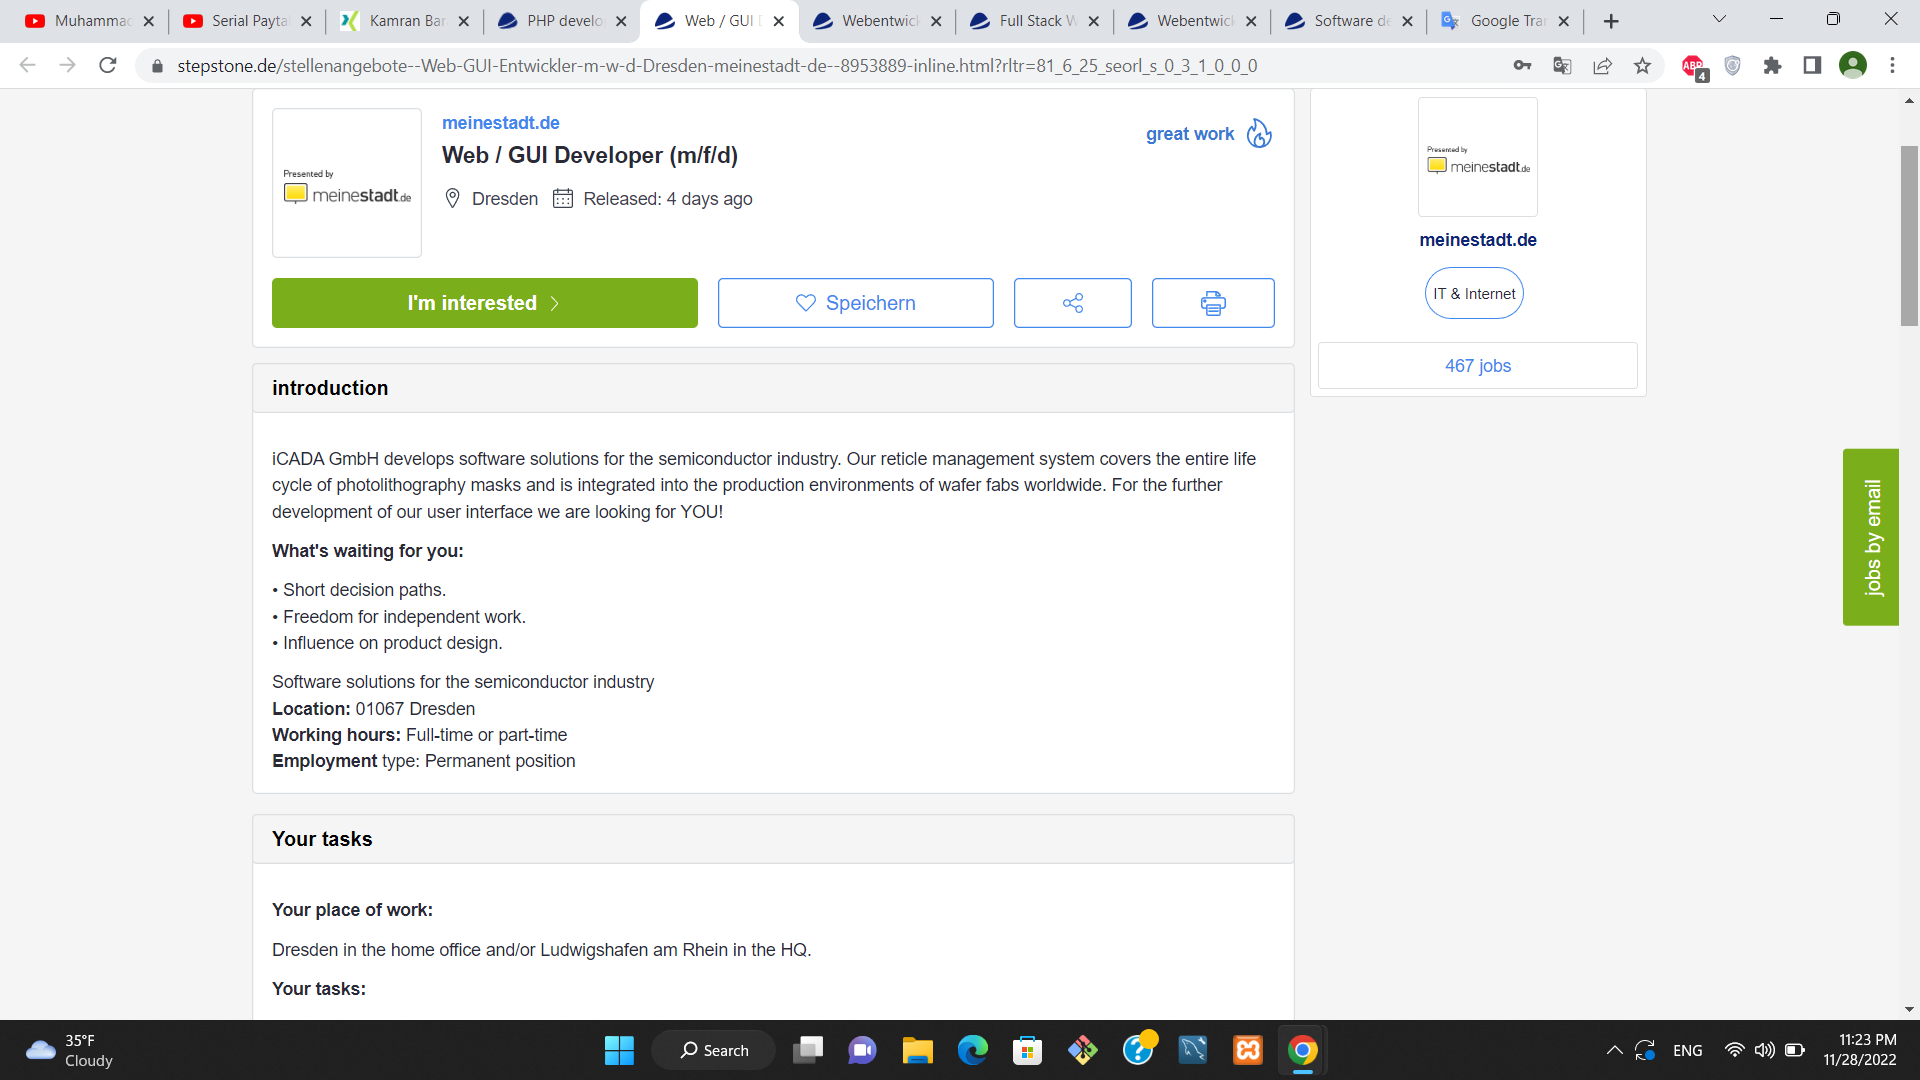 Muhammad
Serial Payta
Kamran Bar
PHP develo
Web / GUI D
Webentwick
Full Stack W
Webentwick
Software de
Google Tran
stepstone.de/stellenangebote--Web-GUI-Entwickler-m-w-d-Dresden-meinestadt-de--8953889-inline.html?rltr=81_6_25_seorl_s_0_3_1_0_0_0
ABP
4
Presented by
meinestadt.de
meinestadt.de
Web / GUI Developer (m/f/d)
Dresden
Released: 4 days ago
great work
I'm interested
Speichern
Presented by
meinestadt.de
meinestadt.de
IT & Internet
467 jobs
introduction
iCADA GmbH develops software solutions for the semiconductor industry. Our reticle management system covers the entire life
cycle of photolithography masks and is integrated into the production environments of wafer fabs worldwide. For the further
development of our user interface we are looking for YOU!
What's waiting for you:
• Short decision paths.
• Freedom for independent work.
• Influence on product design.
Software solutions for the semiconductor industry
Location: 01067 Dresden
Working hours: Full-time or part-time
Employment type: Permanent position
jobs by email
Your tasks
Your place of work:
Dresden in the home office and/or Ludwigshafen am Rhein in the HQ.
Your tasks:
35°F
Cloudy
Search
ENG
11:23 PM
11/28/2022